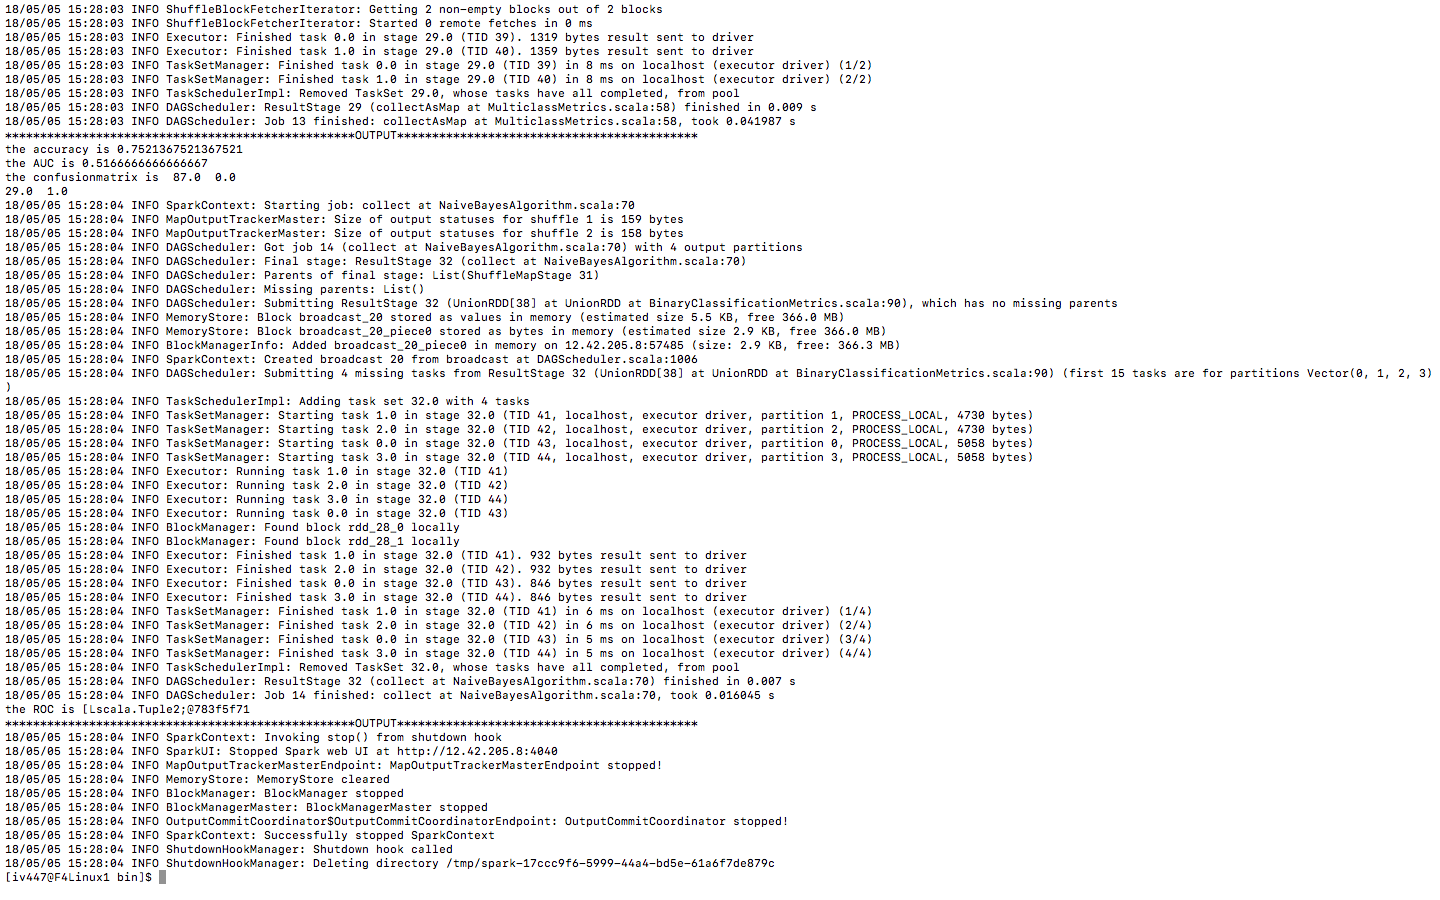 18/05/05 15:28:03 INFO ShuffleBlockFetcherIterator: Getting 2 non-empty blocks out of 2 blocks
18/05/05 15:28:03 INFO ShuffleBlockFetcherIterator: Started 0 remote fetches in 0 ms
18/05/05 15:28:03 INFO Executor: Finished task 0.0 in stage 29.0 (TID 39). 1319 bytes result sent to driver
18/05/05 15:28:03 INFO Executor: Finished task 1.0 in stage 29.0 (TID 40). 1359 bytes result sent to driver
18/05/05 15:28:03 INFO TaskSetManager: Finished task 0.0 in stage 29.0 (TID 39) in 8 ms on localhost (executor driver) (1/2)
18/05/05 15:28:03 INFO TaskSetManager: Finished task 1.0 in stage 29.0 (TID 40) in 8 ms on localhost (executor driver) (2/2)
18/05/05 15:28:03 INFO TaskSchedulerImpl: Removed TaskSet 29.0, whose tasks have all completed, from pool
18/05/05 15:28:03 INFO DAGScheduler: ResultStage 29 (collectAsMap at MulticlassMetrics.scala:58) finished in 0.009 s
18/05/05 15:28:03 INFO DAGScheduler: Job 13 finished: collectAsMap at MulticlassMetrics.scala:58, took 0.041987 s
**************************************************OUTPUT*******************************************
the accuracy is 0.7521367521367521
the AUC is 0.5166666666666667
the confusionmatrix is  87.0  0.0
29.0  1.0
18/05/05 15:28:04 INFO SparkContext: Starting job: collect at NaiveBayesAlgorithm.scala:70
18/05/05 15:28:04 INFO MapOutputTrackerMaster: Size of output statuses for shuffle 1 is 159 bytes
18/05/05 15:28:04 INFO MapOutputTrackerMaster: Size of output statuses for shuffle 2 is 158 bytes
18/05/05 15:28:04 INFO DAGScheduler: Got job 14 (collect at NaiveBayesAlgorithm.scala:70) with 4 output partitions
18/05/05 15:28:04 INFO DAGScheduler: Final stage: ResultStage 32 (collect at NaiveBayesAlgorithm.scala:70)
18/05/05 15:28:04 INFO DAGScheduler: Parents of final stage: List(ShuffleMapStage 31)
18/05/05 15:28:04 INFO DAGScheduler: Missing parents: List()
18/05/05 15:28:04 INFO DAGScheduler: Submitting ResultStage 32 (UnionRDD[38] at UnionRDD at BinaryClassificationMetrics.scala:90), which has no missing parents
18/05/05 15:28:04 INFO MemoryStore: Block broadcast_20 stored as values in memory (estimated size 5.5 KB, free 366.0 MB)
18/05/05 15:28:04 INFO MemoryStore: Block broadcast_20_piece0 stored as bytes in memory (estimated size 2.9 KB, free 366.0 MB)
18/05/05 15:28:04 INFO BlockManagerInfo: Added broadcast_20_piece0 in memory on 12.42.205.8:57485 (size: 2.9 KB, free: 366.3 MB)
18/05/05 15:28:04 INFO SparkContext: Created broadcast 20 from broadcast at DAGScheduler.scala:1006
18/05/05 15:28:04 INFO DAGScheduler: Submitting 4 missing tasks from ResultStage 32 (UnionRDD[38] at UnionRDD at BinaryClassificationMetrics.scala:90) (first 15 tasks are for partitions Vector(0, 1, 2, 3)
)
18/05/05 15:28:04 INFO TaskSchedulerImpl: Adding task set 32.0 with 4 tasks
18/05/05 15:28:04 INFO TaskSetManager: Starting task 1.0 in stage 32.0 (TID 41, localhost, executor driver, partition 1, PROCESS_LOCAL, 4730 bytes)
18/05/05 15:28:04 INFO TaskSetManager: Starting task 2.0 in stage 32.0 (TID 42, localhost, executor driver, partition 2, PROCESS_LOCAL, 4730 bytes)
18/05/05 15:28:04 INFO TaskSetManager: Starting task 0.0 in stage 32.0 (TID 43, localhost, executor driver, partition 0, PROCESS_LOCAL, 5058 bytes)
18/05/05 15:28:04 INFO TaskSetManager: Starting task 3.0 in stage 32.0 (TID 44, localhost, executor driver, partition 3, PROCESS_LOCAL, 5058 bytes)
18/05/05 15:28:04 INFO Executor: Running task 1.0 in stage 32.0 (TID 41)
18/05/05 15:28:04 INFO Executor: Running task 2.0 in stage 32.0 (TID 42)
18/05/05 15:28:04 INFO Executor: Running task 3.0 in stage 32.0 (TID 44)
18/05/05 15:28:04 INFO Executor: Running task 0.0 in stage 32.0 (TID 43)
18/05/05 15:28:04 INFO BlockManager: Found block rdd_28_0 locally
18/05/05 15:28:04 INFO BlockManager: Found block rdd_28_1 locally
18/05/05 15:28:04 INFO Executor: Finished task 1.0 in stage 32.0 (TID 41). 932 bytes result sent to driver
18/05/05 15:28:04 INFO Executor: Finished task 2.0 in stage 32.0 (TID 42). 932 bytes result sent to driver
18/05/05 15:28:04 INFO Executor: Finished task 0.0 in stage 32.0 (TID 43). 846 bytes result sent to driver
18/05/05 15:28:04 INFO Executor: Finished task 3.0 in stage 32.0 (TID 44). 846 bytes result sent to driver
18/05/05 15:28:04 INFO TaskSetManager: Finished task 1.0 in stage 32.0 (TID 41) in 6 ms on localhost (executor driver) (1/4)
18/05/05 15:28:04 INFO TaskSetManager: Finished task 2.0 in stage 32.0 (TID 42) in 6 ms on localhost (executor driver) (2/4)
18/05/05 15:28:04 INFO TaskSetManager: Finished task 0.0 in stage 32.0 (TID 43) in 5 ms on localhost (executor driver) (3/4)
18/05/05 15:28:04 INFO TaskSetManager: Finished task 3.0 in stage 32.0 (TID 44) in 5 ms on localhost (executor driver) (4/4)
18/05/05 15:28:04 INFO TaskSchedulerImpl: Removed TaskSet 32.0, whose tasks have all completed, from pool
18/05/05 15:28:04 INFO DAGScheduler: ResultStage 32 (collect at NaiveBayesAlgorithm.scala:70) finished in 0.007 s
18/05/05 15:28:04 INFO DAGScheduler: Job 14 finished: collect at NaiveBayesAlgorithm.scala:70, took 0.016045 s
the ROC is [Lscala.Tuple2;@783f5f71
**************************************************OUTPUT*******************************************
18/05/05 15:28:04 INFO SparkContext: Invoking stop() from shutdown hook
18/05/05 15:28:04 INFO SparkUI: Stopped Spark web UI at http://12.42.205.8:4040
18/05/05 15:28:04 INFO MapOutputTrackerMasterEndpoint: MapOutputTrackerMasterEndpoint stopped!
18/05/05 15:28:04 INFO MemoryStore: MemoryStore cleared
18/05/05 15:28:04 INFO BlockManager: BlockManager stopped
18/05/05 15:28:04 INFO BlockManagerMaster: BlockManagerMaster stopped
18/05/05 15:28:04 INFO OutputCommitCoordinator$OutputCommitCoordinatorEndpoint: OutputCommitCoordinator stopped!
18/05/05 15:28:04 INFO SparkContext: Successfully stopped SparkContext
18/05/05 15:28:04 INFO ShutdownHookManager: Shutdown hook called
18/05/05 15:28:04 INFO ShutdownHookManager: Deleting directory /tmp/spark-17ccc9f6-5999-44a4-bd5e-61a6f7de879c
[iv447@F4Linux1 bin]$